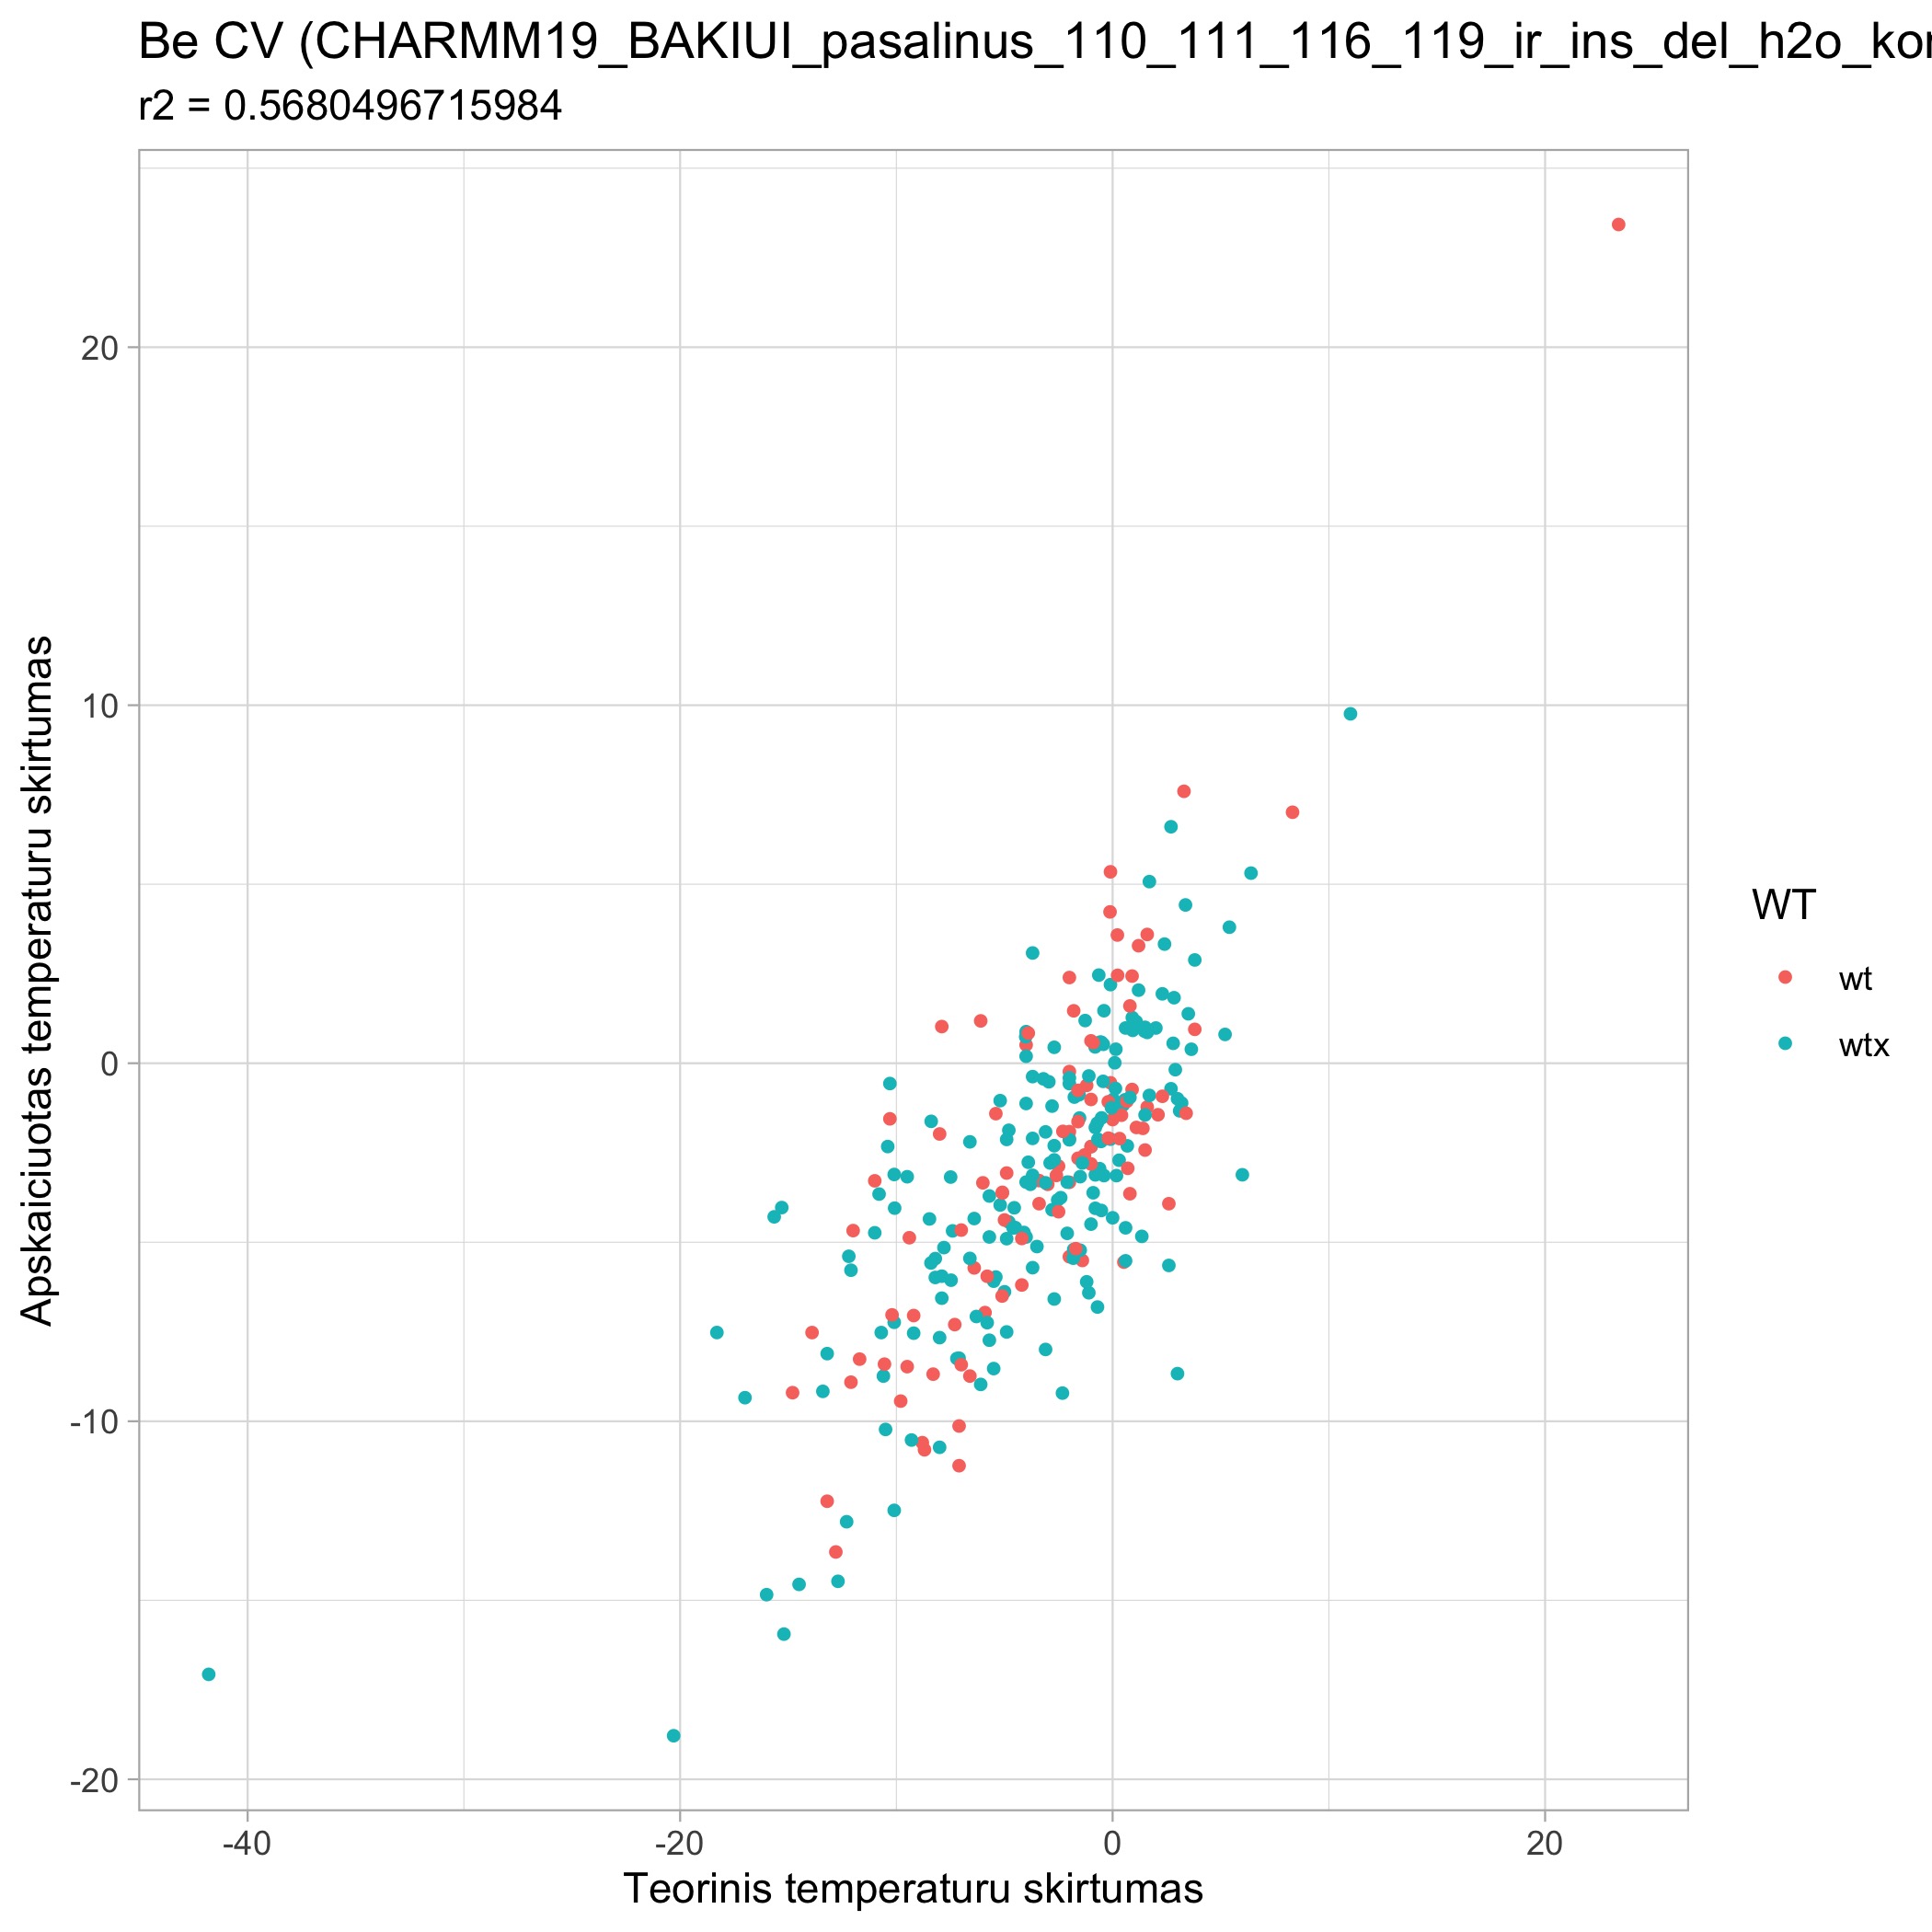 Be CV (CHARMM19_BAKIUI_pasalinus_110_111_116_119_ir_ins_del_h2o_kor
r2 = 0.5680496715984
20
10
0
-10
-20
Apskaiciuotas temperaturu skirtumas
-40
-20
0
20
Teorinis temperaturu skirtumas
WT
wt
wtx